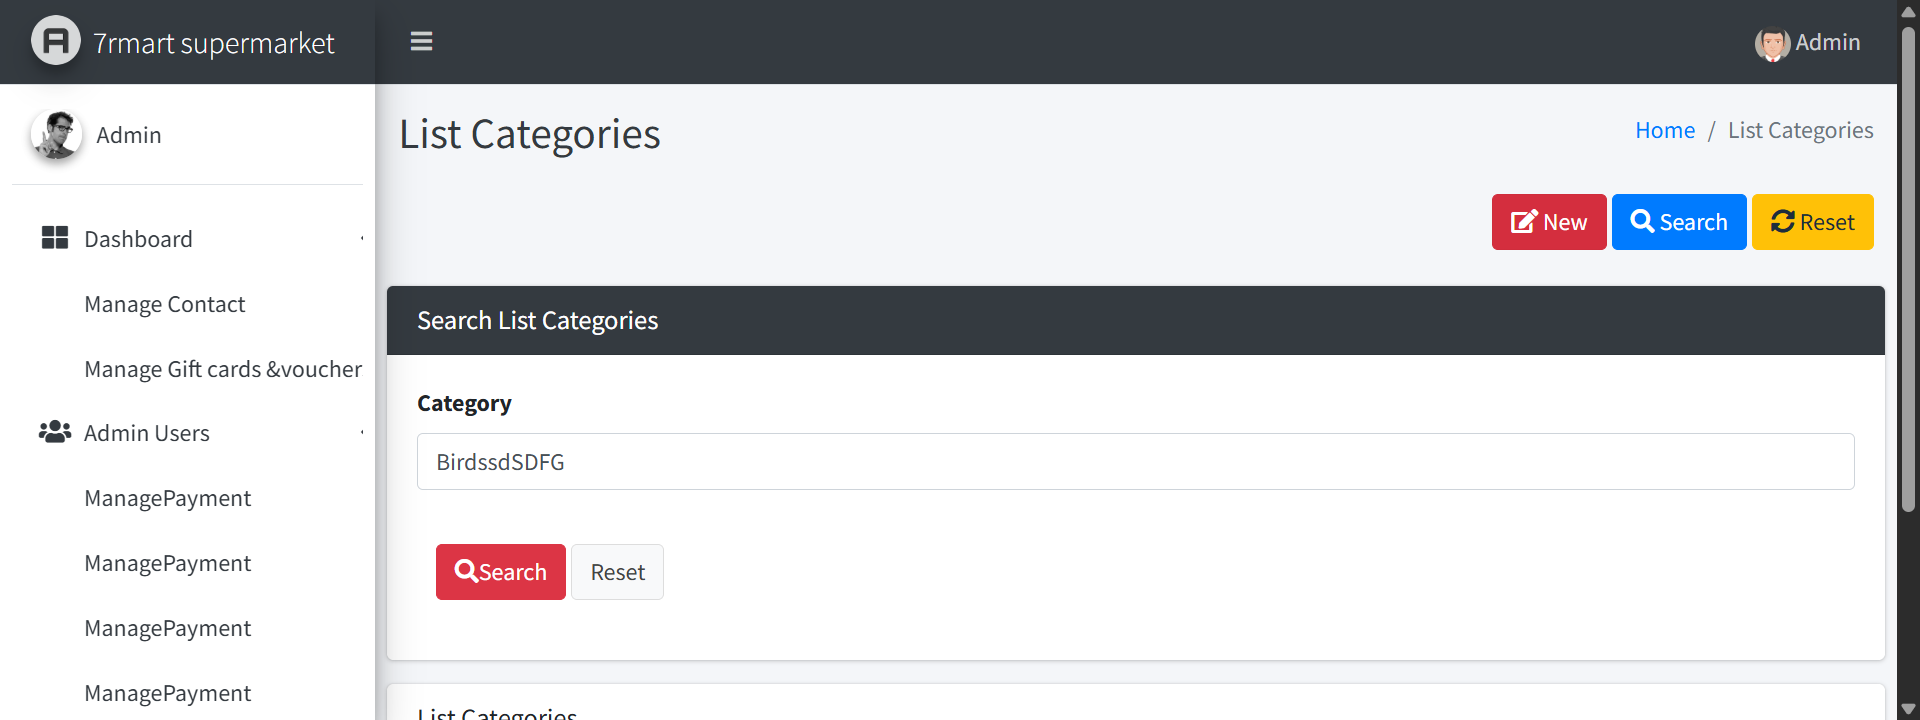 7rmart supermarket
Admin
Admin
List Categories
Home / List Categories
New
Search
Reset
Dashboard
Manage Contact
Manage Gift cards &voucher
Admin Users
ManagePayment
ManagePayment
ManagePayment
ManagePayment
Search List Categories
Category
BirdssdSDFG
Search
Reset
List Categories